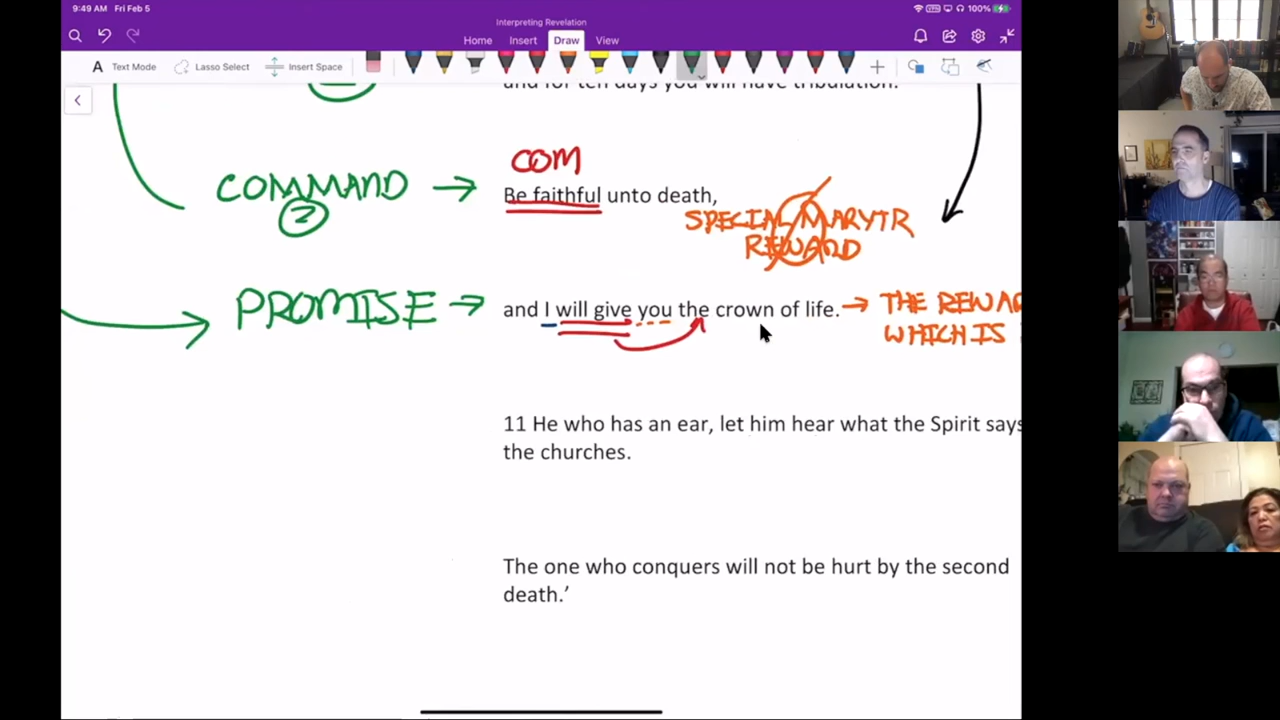 9:49 AM Fri Feb 5
100%
Interpreting Revelation
Home Insert Draw View
Text Mode Lasso Select Insert Space
and for ten days you will have tribulation.
COM
COMMAND → Be faithful unto death,
2
SPECIAL MARYTR
REWARD
PROMISE → and I will give you the crown of life. → THE REWA
WHICH IS
11 He who has an ear, let him hear what the Spirit says
the churches.
The one who conquers will not be hurt by the second
death.’